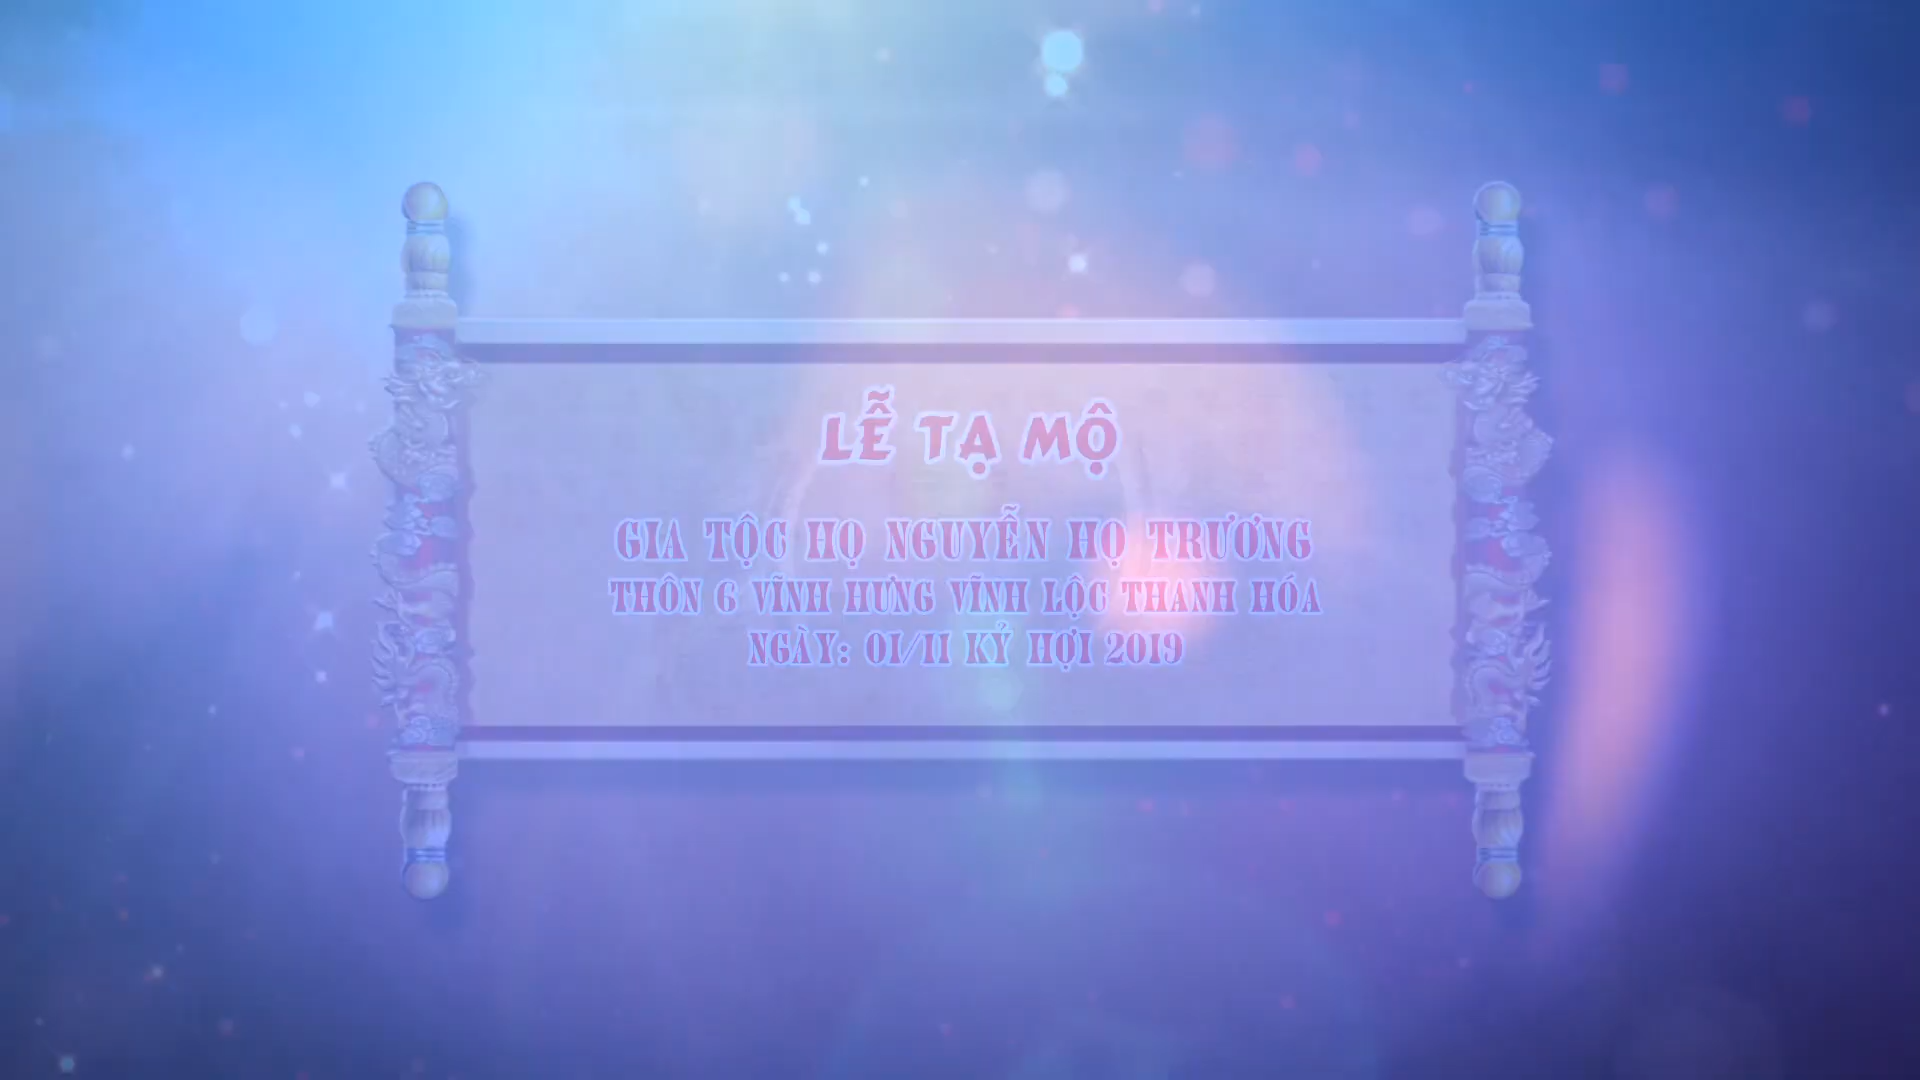 LỄ TẠ MỘ
GIA TỘC HỌ NGUYỄN HỌ TRƯƠNG
THÔN 6 VĨNH HƯNG VĨNH LỘC THANH HÓA
NGÀY: 01/11 KỶ HỢI 2019